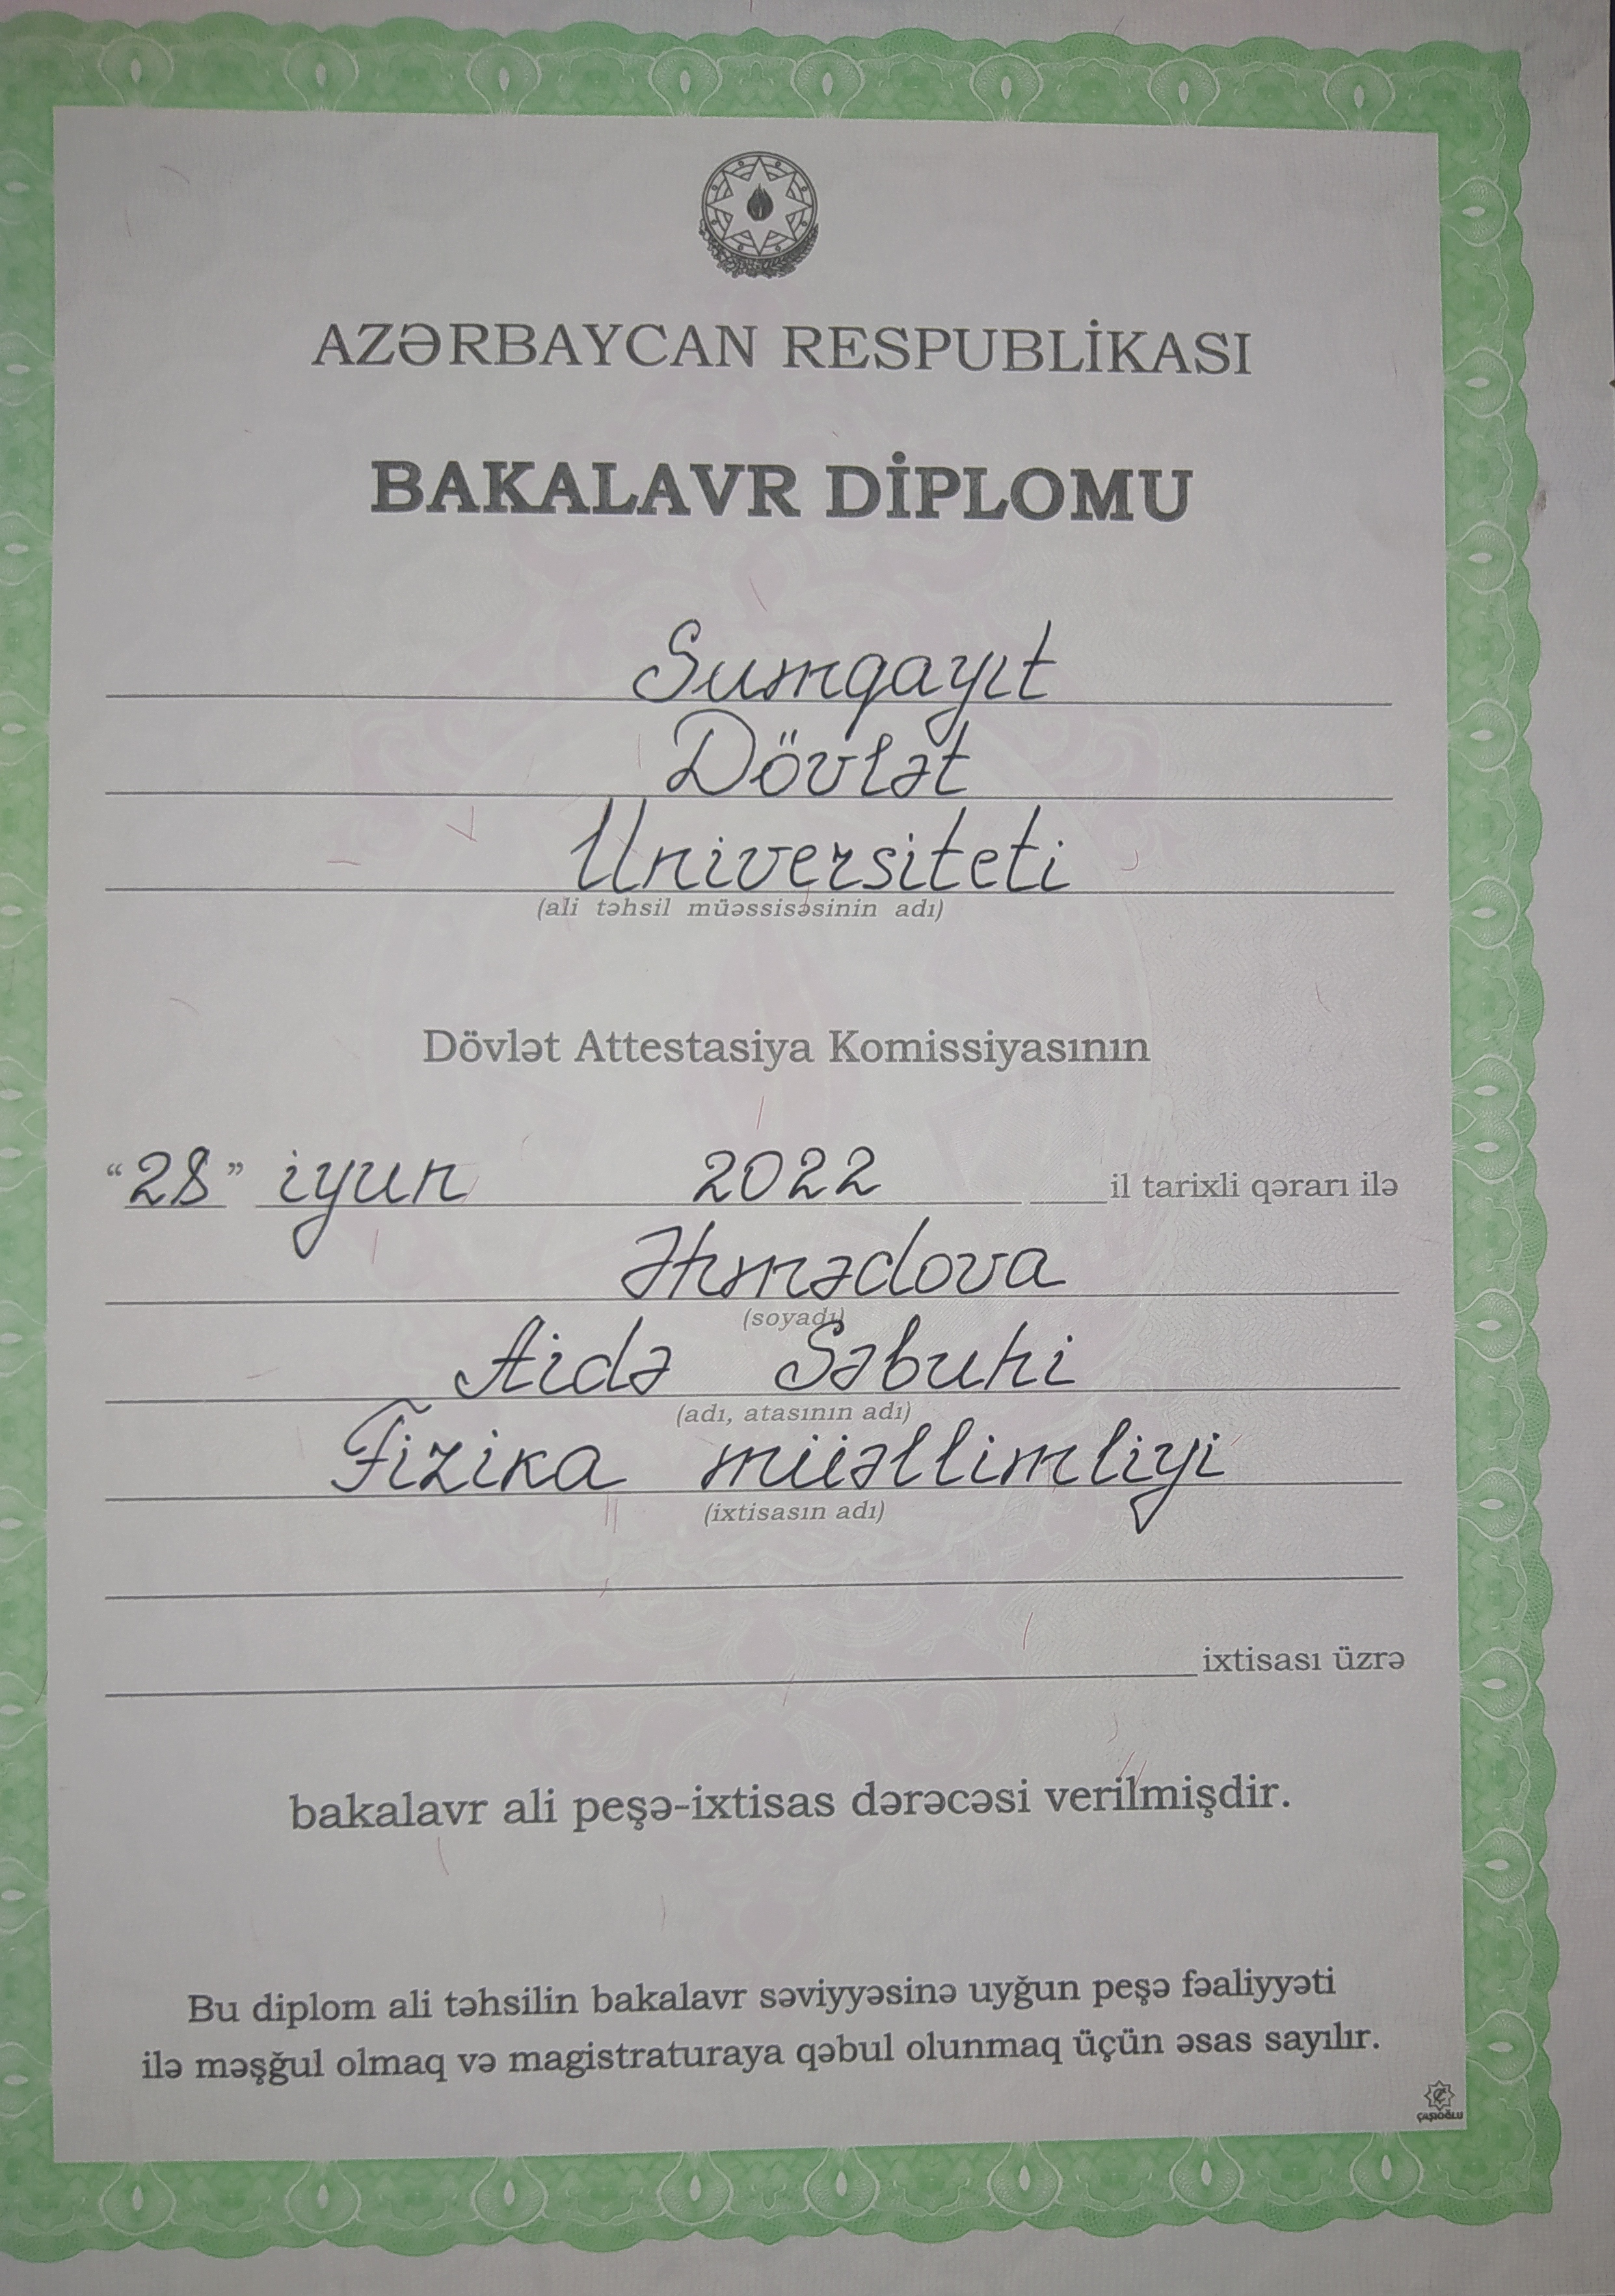 AZƏRBAYCAN RESPUBLİKASI
BAKALAVR DİPLOMU
Sumqayıt
Dövlət
Universiteti
(ali təhsil müəssisəsinin adı)
Dövlət Attestasiya Komissiyasının
“28” iyun 2022 il tarixli qərarı ilə
Əhmədova
(soyadı)
Aidə Səbuhi
(adı, atasının adı)
Fizika müəllimliyi
(ixtisasın adı)
ixtisası üzrə
bakalavr ali peşə-ixtisas dərəcəsi verilmişdir.
Bu diplom ali təhsilin bakalavr səviyyəsinə uyğun peşə fəaliyyəti
ilə məşğul olmaq və magistraturaya qəbul olunmaq üçün əsas sayılır.
ÇAŞIOĞLU